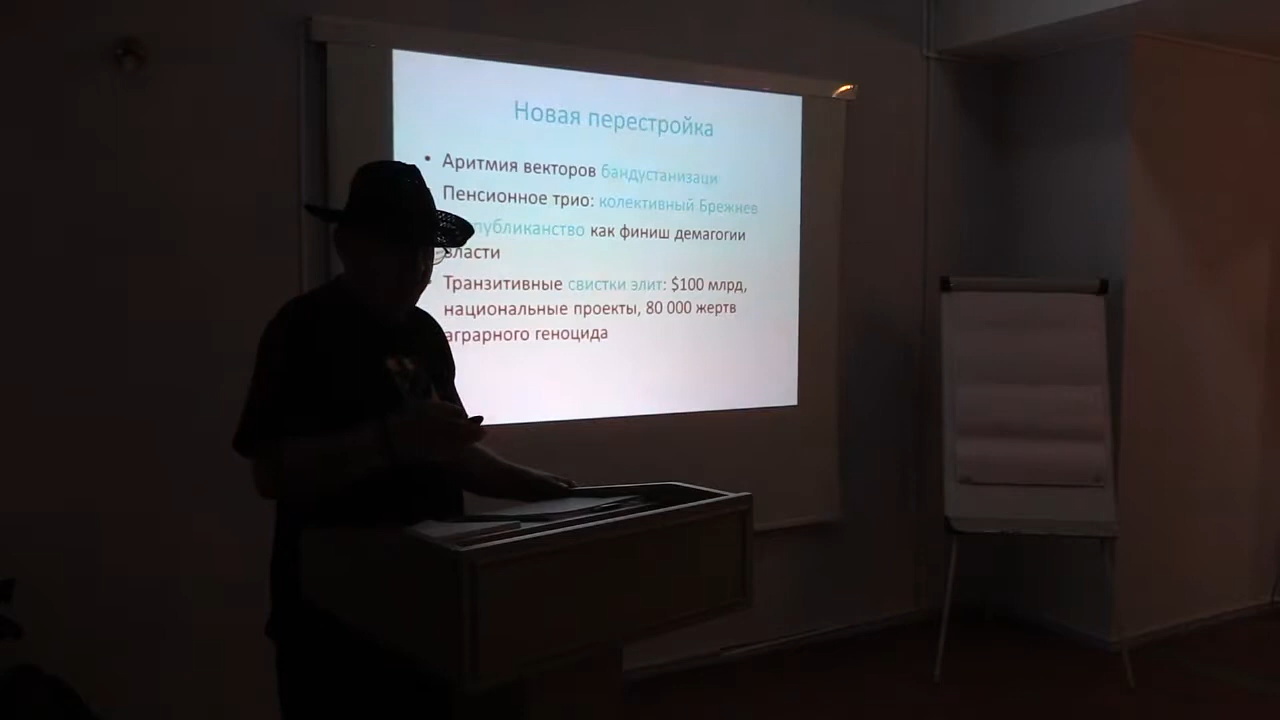 Новая перестройка
• Аритмия векторов бандустанизаци
Пенсионное трио: колективный Брежнев
публиканство как финиш демагогии
власти
Транзитивные свистки элит: $100 млрд,
национальные проекты, 80 000 жертв
аграрного геноцида